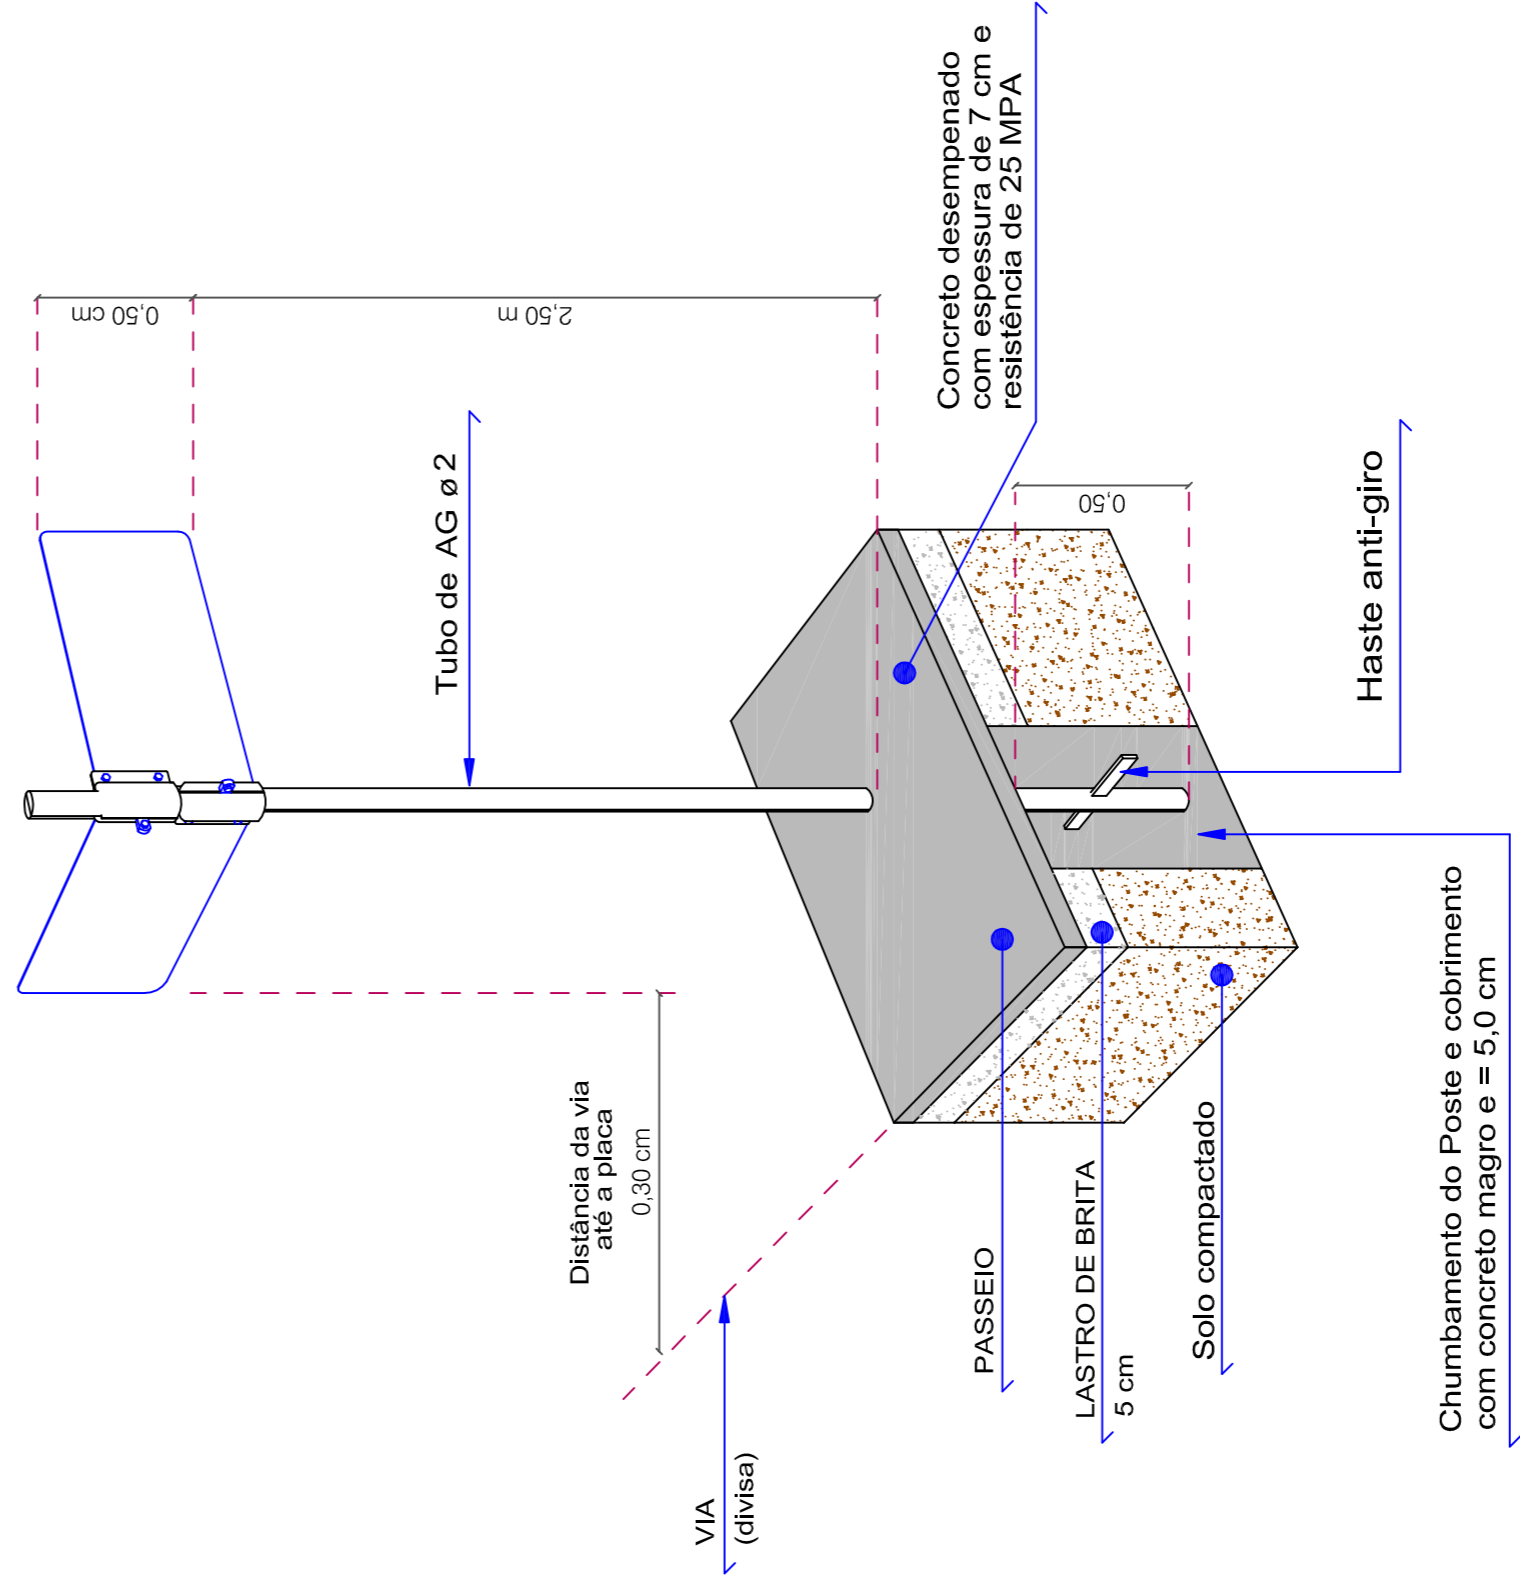 0,50 cm
2,50 m
Tubo de AG ø 2
Concreto desempenado
com espessura de 7 cm e
resistência de 25 MPA
0,50
Haste anti-giro
Distância da via
até a placa
0,30 cm
VIA
(divisa)
PASSEIO
LASTRO DE BRITA
5 cm
Solo compactado
Chumbamento do Poste e cobrimento
com concreto magro e = 5,0 cm